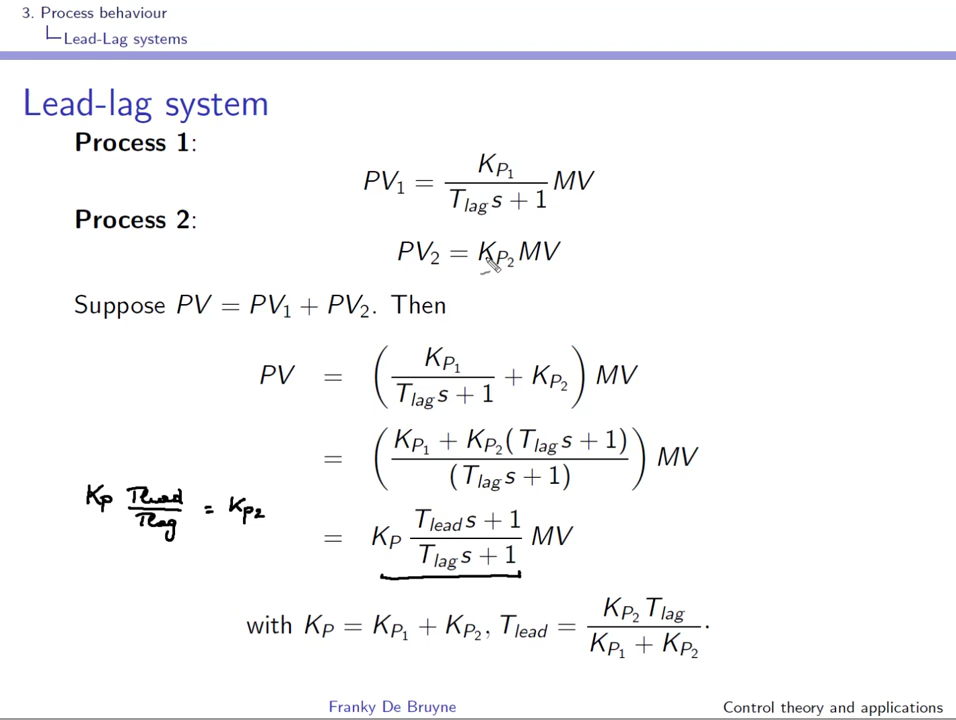 3. Process behaviour
Lead-Lag systems
Lead-lag system
Process 1:
PV₁ = K_P₁ / (T_lag s + 1) MV
Process 2:
PV₂ = K_P₂ MV
Suppose PV = PV₁ + PV₂. Then
PV = ( K_P₁ / (T_lag s + 1) + K_P₂ ) MV
= ( (K_P₁ + K_P₂(T_lag s + 1)) / (T_lag s + 1) ) MV
Kp Tlead / Tlag = Kp2
= K_P (T_lead s + 1) / (T_lag s + 1) MV
with K_P = K_P₁ + K_P₂, T_lead = K_P₂ T_lag / (K_P₁ + K_P₂) .
Franky De Bruyne
Control theory and applications